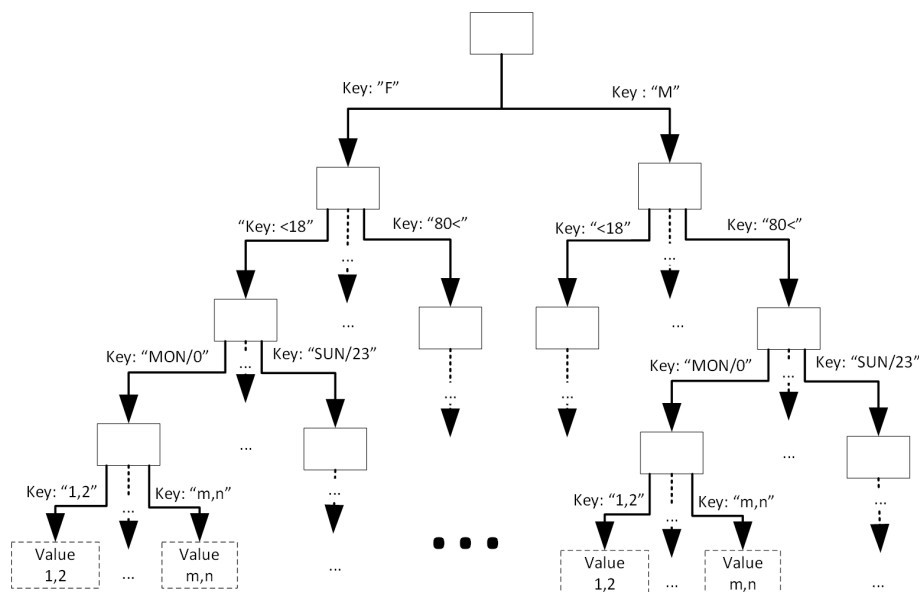 Key: ”F”
Key : “M”
“Key: <18”
Key: “80<”
Key: “<18”
Key: “80<”
...
...
...
...
Key: “MON/0”
Key: “SUN/23”
Key: “MON/0”
Key: “SUN/23”
...
...
...
...
...
...
Key: “1,2”
Key: “m,n”
Key: “1,2”
Key: “m,n”
...
...
...
...
Value
1,2
Value
m,n
Value
1,2
Value
m,n
...
...
...
...